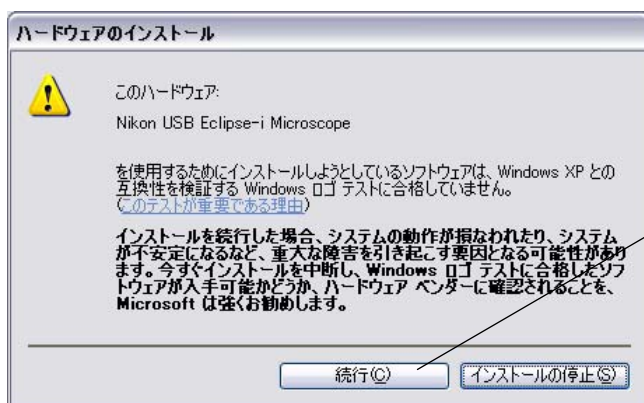 ハードウェアのインストール
このハードウェア:
Nikon USB Eclipse-i Microscope
を使用するためにインストールしようとしているソフトウェアは、Windows XP との
互換性を検証する Windows ロゴ テストに合格していません。
(このテストが重要である理由)
インストールを続行した場合、システムの動作が損なわれたり、システム
が不安定になるなど、重大な障害を引き起こす要因となる可能性があり
ます。今すぐインストールを中断し、Windows ロゴ テストに合格したソフ
トウェアが入手可能かどうか、ハードウェア ベンダーに確認されることを、
Microsoft は強くお勧めします。
続行(C)
インストールの停止(S)